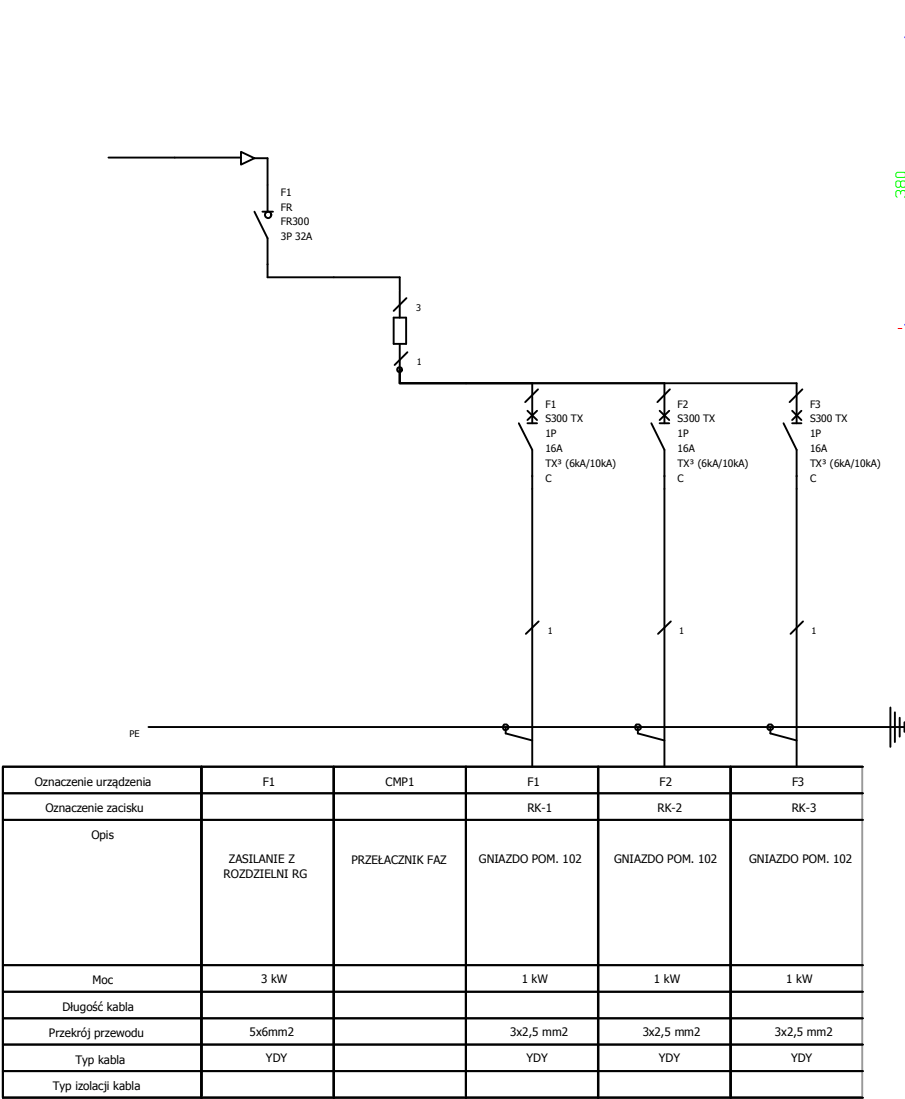 380
F1
FR
FR300
3P 32A
3
1
F1
S300 TX
1P
16A
TX³ (6kA/10kA)
C
F2
S300 TX
1P
16A
TX³ (6kA/10kA)
C
F3
S300 TX
1P
16A
TX³ (6kA/10kA)
C
1
1
1
PE
Oznaczenie urządzenia F1 CMP1 F1 F2 F3
Oznaczenie zacisku RK-1 RK-2 RK-3
Opis
ZASILANIE Z PRZEŁACZNIK FAZ GNIAZDO POM. 102 GNIAZDO POM. 102 GNIAZDO POM. 102
ROZDZIELNI RG
Moc 3 kW 1 kW 1 kW 1 kW
Długość kabla
Przekrój przewodu 5x6mm2 3x2,5 mm2 3x2,5 mm2 3x2,5 mm2
Typ kabla YDY YDY YDY YDY
Typ izolacji kabla